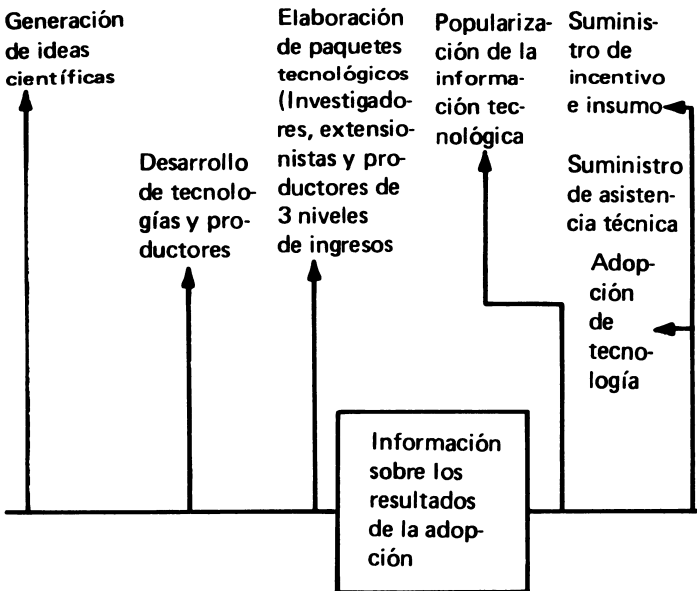 Generación
de ideas
científicas
Desarrollo
de tecnolo-
gías y pro-
ductores
Elaboración
de paquetes
tecnológicos
(Investigado-
res, extensio-
nistas y pro-
ductores de
3 niveles
de ingresos
Populariza-
ción de la
informa-
ción tec-
nológica
Suminis-
tro de
incentivo
e insumo
Suministro
de asisten-
cia técnica
Adop-
ción
de
tecno-
logía
Información
sobre los
resultados
de la adop-
ción